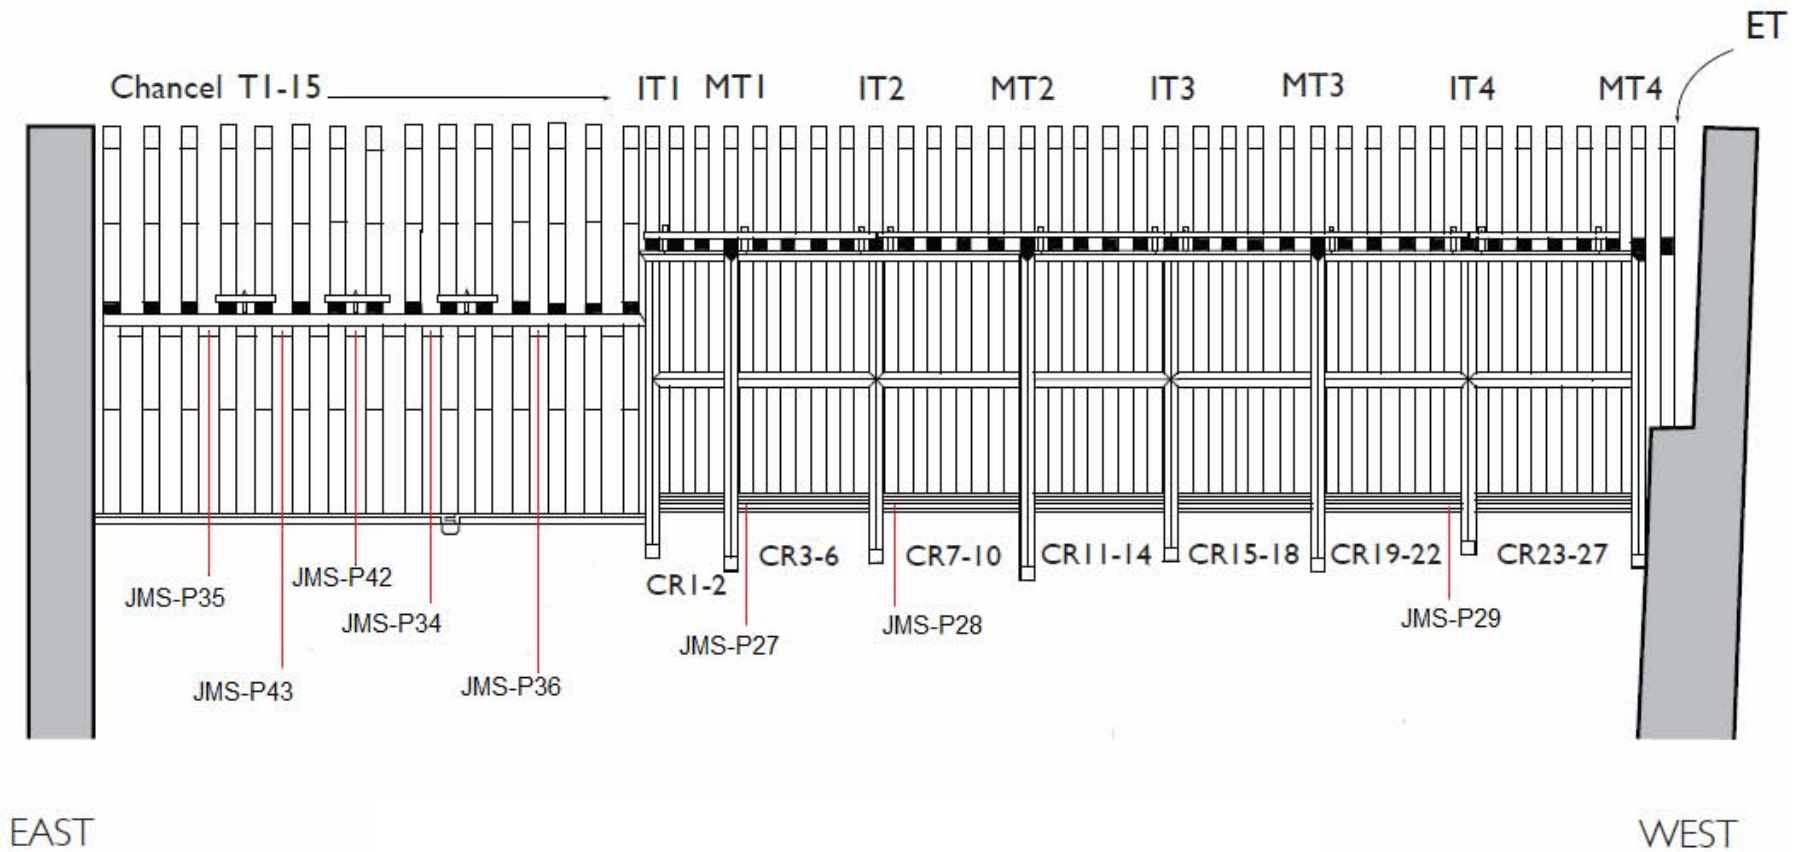 ET
Chancel T1-15 IT1 MT1 IT2 MT2 IT3 MT3 IT4 MT4
CR1-2 CR3-6 CR7-10 CR11-14 CR15-18 CR19-22 CR23-27
JMS-P35 JMS-P42 JMS-P34 JMS-P27 JMS-P28 JMS-P29
JMS-P43 JMS-P36
EAST WEST